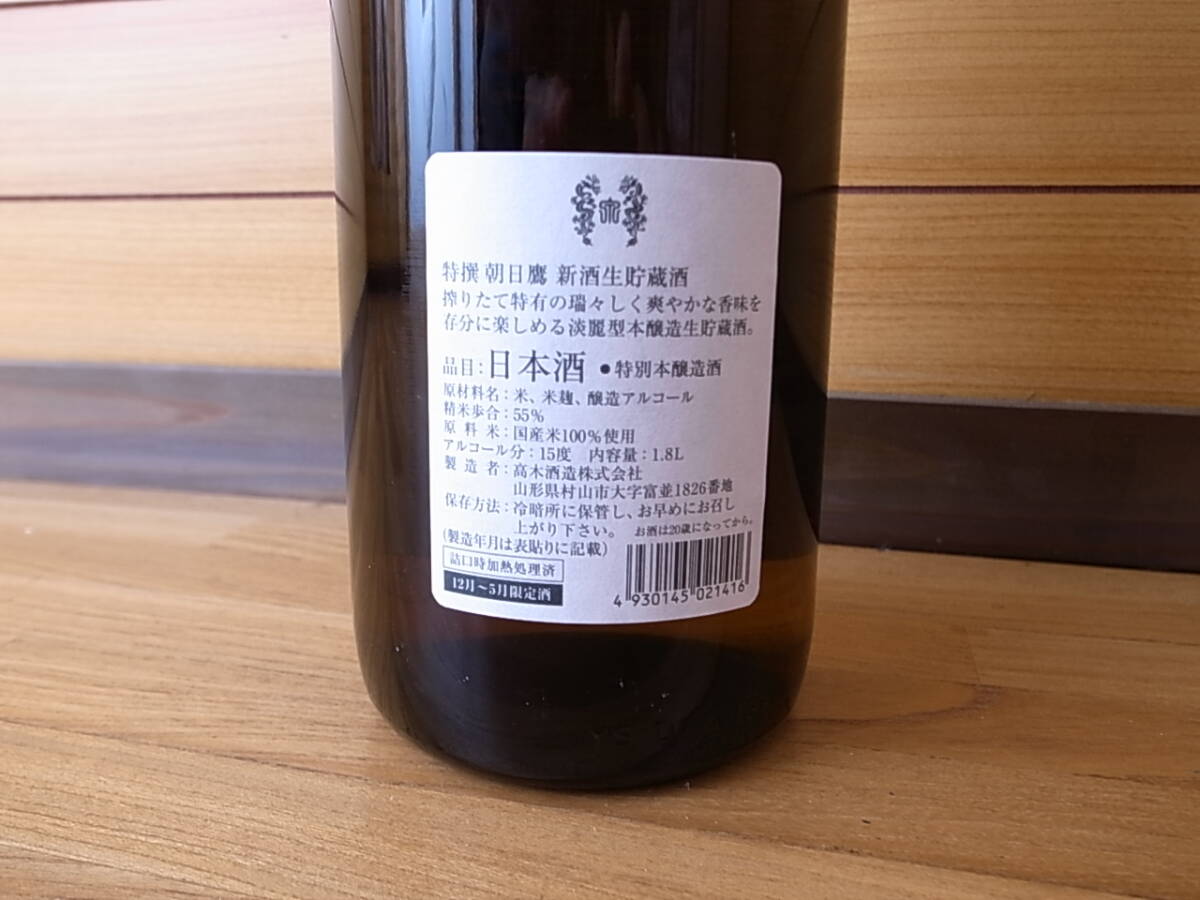 特撰 朝日鷹 新酒生貯蔵酒
搾りたて特有の瑞々しく爽やかな香味を
存分に楽しめる淡麗型本醸造生貯蔵酒。
品目：日本酒 ●特別本醸造酒
原材料名：米、米麹、醸造アルコール
精米歩合：55%
原料米：国産米100%使用
アルコール分：15度 内容量：1.8L
製造者：高木酒造株式会社
山形県村山市大字富並1826番地
保存方法：冷暗所に保管し、お早めにお召し
上がり下さい。 お酒は20歳になってから。
(製造年月は表貼りに記載)
詰口時加熱処理済
12月〜5月限定酒
4 930145 021416